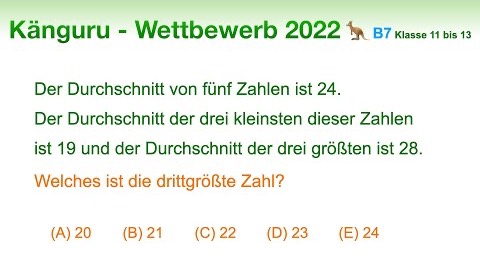 Känguru - Wettbewerb 2022 🦘 B7 Klasse 11 bis 13
Der Durchschnitt von fünf Zahlen ist 24.
Der Durchschnitt der drei kleinsten dieser Zahlen
ist 19 und der Durchschnitt der drei größten ist 28.
Welches ist die drittgrößte Zahl?
(A) 20 (B) 21 (C) 22 (D) 23 (E) 24